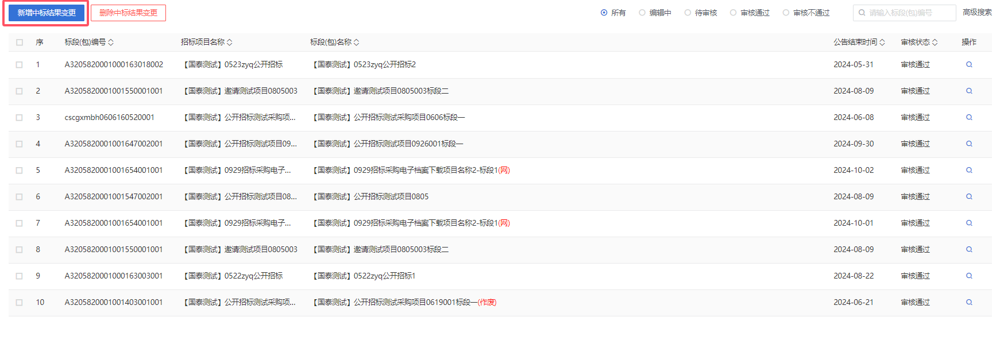 新增中标结果变更 删除中标结果变更 所有 编辑中 待审核 审核通过 审核不通过 请输入标段(包)编号 高级搜索
序 标段(包)编号 招标项目名称 标段(包)名称 公告结束时间 审核状态 操作
1 A3205820001000163018002 【国泰测试】0523zyq公开招标 【国泰测试】0523zyq公开招标2 2024-05-31 审核通过
2 A3205820001001550001001 【国泰测试】邀请测试项目0805003 【国泰测试】邀请测试项目0805003标段二 2024-08-09 审核通过
3 cscgxmbh0606160520001 【国泰测试】公开招标测试采购项... 【国泰测试】公开招标测试采购项目0606标段一 2024-06-08 审核通过
4 A3205820001001647002001 【国泰测试】公开招标测试项目09... 【国泰测试】公开招标测试项目0926001标段一 2024-09-30 审核通过
5 A3205820001001654001001 【国泰测试】0929招标采购电子... 【国泰测试】0929招标采购电子档案下载项目名称2-标段1(网) 2024-10-02 审核通过
6 A3205820001001547002001 【国泰测试】公开招标测试项目08... 【国泰测试】公开招标测试项目0805 2024-08-09 审核通过
7 A3205820001001654001001 【国泰测试】0929招标采购电子... 【国泰测试】0929招标采购电子档案下载项目名称2-标段1(网) 2024-10-01 审核通过
8 A3205820001001550001001 【国泰测试】邀请测试项目0805003 【国泰测试】邀请测试项目0805003标段二 2024-08-09 审核通过
9 A3205820001000163003001 【国泰测试】0522zyq公开招标 【国泰测试】0522zyq公开招标1 2024-08-22 审核通过
10 A3205820001001403001001 【国泰测试】公开招标测试采购项... 【国泰测试】公开招标测试采购项目0619001标段一(作废) 2024-06-21 审核通过